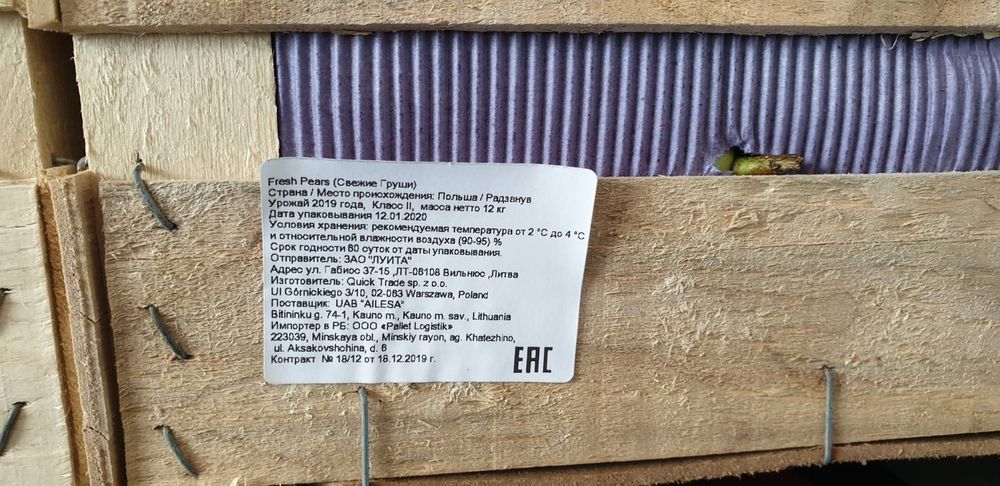 Fresh Pears (Свежие Груши)
Страна / Место происхождения: Польша / Радзанув
Урожай 2019 года, Класс II, масса нетто 12 кг
Дата упаковывания 12.01.2020
Условия хранения: рекомендуемая температура от 2 °C до 4 °C
и относительной влажности воздуха (90-95) %
Срок годности 60 суток от даты упаковывания.
Отправитель: ЗАО "ЛУИТА"
Адрес ул. Габиос 37-15 ,ЛТ-08108 Вильнюс ,Литва
Изготовитель: Quick Trade sp. z o.o.
Ul Górnickiego 3/10, 02-083 Warszawa, Poland
Поставщик: UAB "AILESA"
Bitininku g. 74-1, Kauno m., Kauno m. sav., Lithuania
Импортер в РБ: ООО «Pallet Logistik»
223039, Minskaya obl., Minskiy rayon, ag. Khatezhino,
ul. Aksakovshchina, d. 8
Контракт № 18/12 от 18.12.2019 г.
EAC